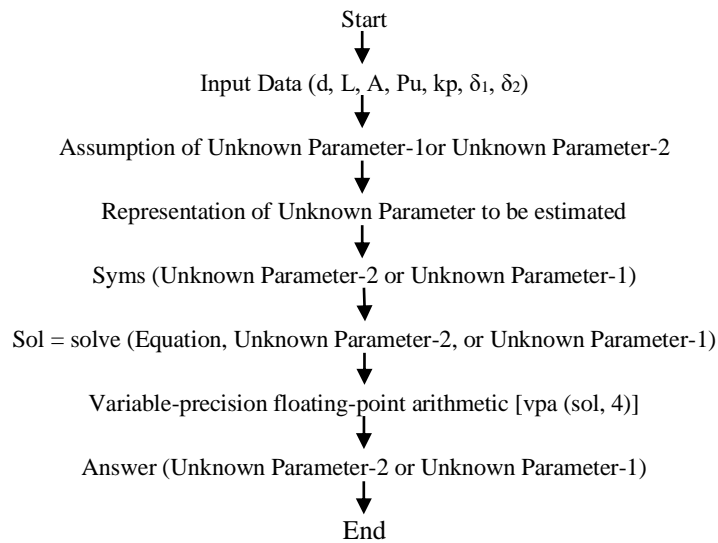 Start
Input Data (d, L, A, Pu, kp, δ₁, δ₂)
Assumption of Unknown Parameter-1or Unknown Parameter-2
Representation of Unknown Parameter to be estimated
Syms (Unknown Parameter-2 or Unknown Parameter-1)
Sol = solve (Equation, Unknown Parameter-2, or Unknown Parameter-1)
Variable-precision floating-point arithmetic [vpa (sol, 4)]
Answer (Unknown Parameter-2 or Unknown Parameter-1)
End